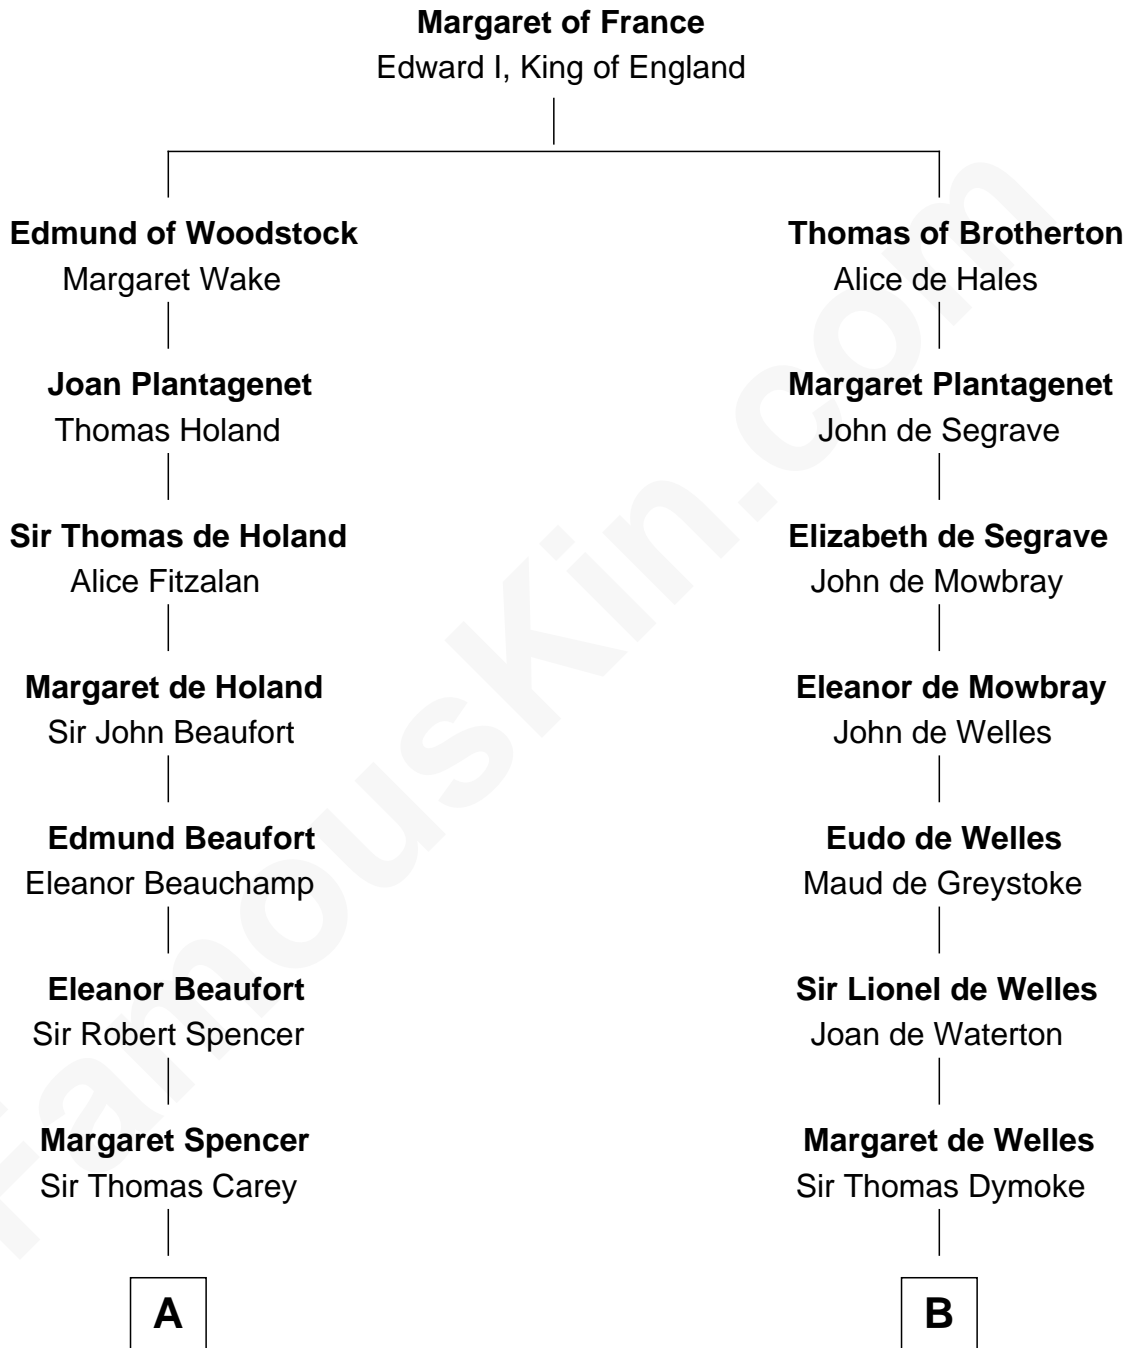 Margaret of France
Edward I, King of England
Edmund of Woodstock
Margaret Wake
Thomas of Brotherton
Alice de Hales
Joan Plantagenet
Thomas Holand
Margaret Plantagenet
John de Segrave
Sir Thomas de Holand
Alice Fitzalan
Elizabeth de Segrave
John de Mowbray
Margaret de Holand
Sir John Beaufort
Eleanor de Mowbray
John de Welles
Edmund Beaufort
Eleanor Beauchamp
Eudo de Welles
Maud de Greystoke
Eleanor Beaufort
Sir Robert Spencer
Sir Lionel de Welles
Joan de Waterton
Margaret Spencer
Sir Thomas Carey
Margaret de Welles
Sir Thomas Dymoke
A
B
FamousKin.com